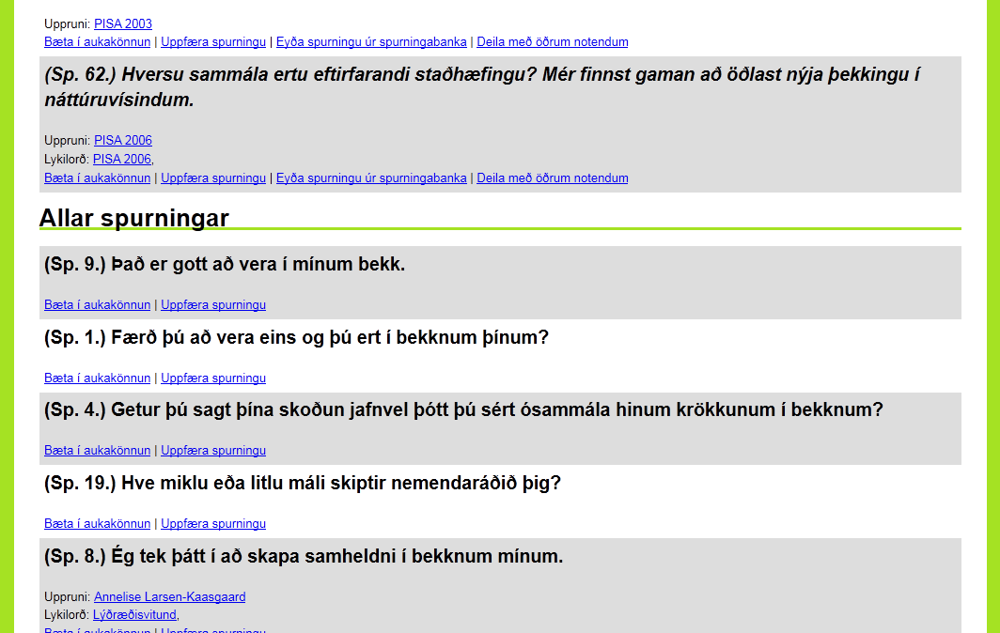 Uppruni: PISA 2003
Bæta í aukakönnun | Uppfæra spurningu | Eyða spurningu úr spurningabanka | Deila með öðrum notendum
(Sp. 62.) Hversu sammála ertu eftirfarandi staðhæfingu? Mér finnst gaman að öðlast nýja þekkingu í
náttúruvísindum.
Uppruni: PISA 2006
Lykilorð: PISA 2006,
Bæta í aukakönnun | Uppfæra spurningu | Eyða spurningu úr spurningabanka | Deila með öðrum notendum
Allar spurningar
(Sp. 9.) Það er gott að vera í mínum bekk.
Bæta í aukakönnun | Uppfæra spurningu
(Sp. 1.) Færð þú að vera eins og þú ert í bekknum þínum?
Bæta í aukakönnun | Uppfæra spurningu
(Sp. 4.) Getur þú sagt þína skoðun jafnvel þótt þú sért ósammála hinum krökkunum í bekknum?
Bæta í aukakönnun | Uppfæra spurningu
(Sp. 19.) Hve miklu eða litlu máli skiptir nemendaráðið þig?
Bæta í aukakönnun | Uppfæra spurningu
(Sp. 8.) Ég tek þátt í að skapa samheldni í bekknum mínum.
Uppruni: Annelise Larsen-Kaasgaard
Lykilorð: Lýðræðisvitund,
Bæta í aukakönnun | Uppfæra spurningu